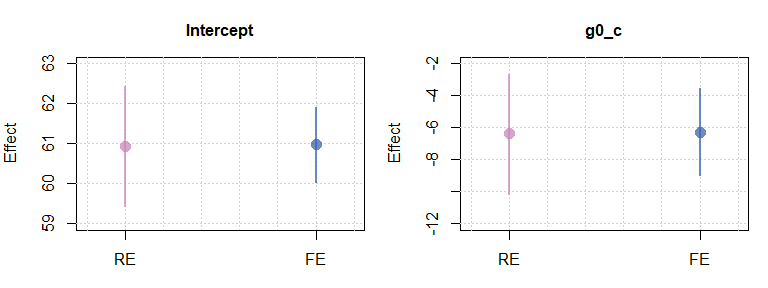 Intercept
Effect
63
62
61
60
59
RE
FE
g0_c
Effect
-2
-4
-6
-8
-12
RE
FE